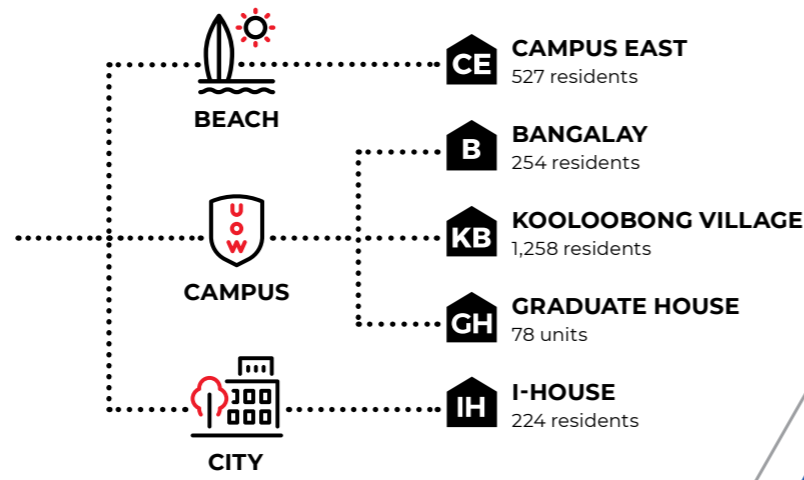 CE
CAMPUS EAST
527 residents
BEACH
B
BANGALAY
254 residents
UOW
KB
KOOLOOBONG VILLAGE
1,258 residents
CAMPUS
GH
GRADUATE HOUSE
78 units
IH
I-HOUSE
224 residents
CITY